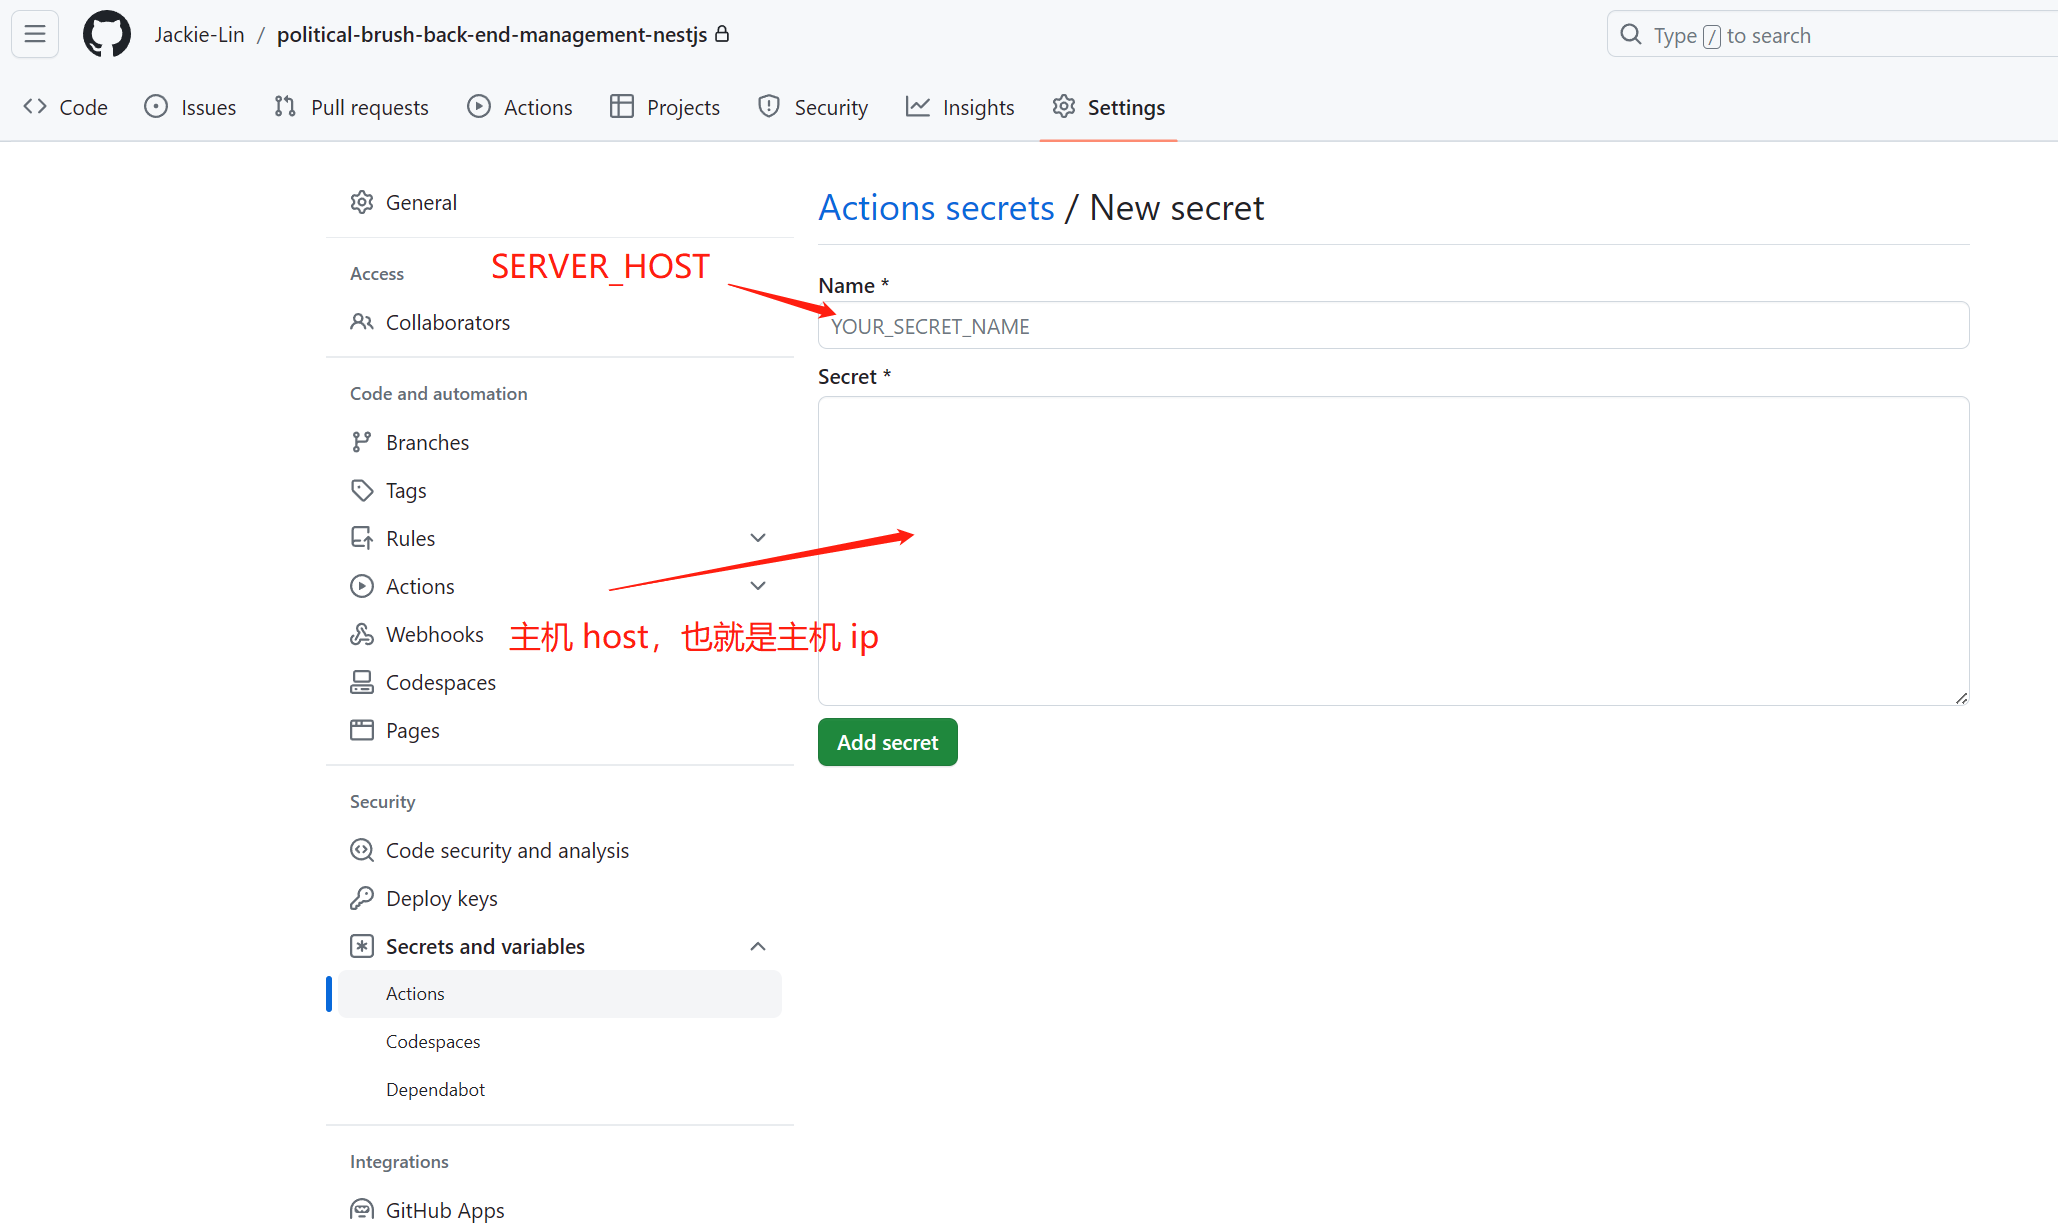 Jackie-Lin / political-brush-back-end-management-nestjs
Type / to search
Code
Issues
Pull requests
Actions
Projects
Security
Insights
Settings
General
Access
Collaborators
Code and automation
Branches
Tags
Rules
Actions
Webhooks
Codespaces
Pages
Security
Code security and analysis
Deploy keys
Secrets and variables
Actions
Codespaces
Dependabot
Integrations
GitHub Apps
Actions secrets / New secret
SERVER_HOST
Name *
YOUR_SECRET_NAME
Secret *
主机 host，也就是主机 ip
Add secret